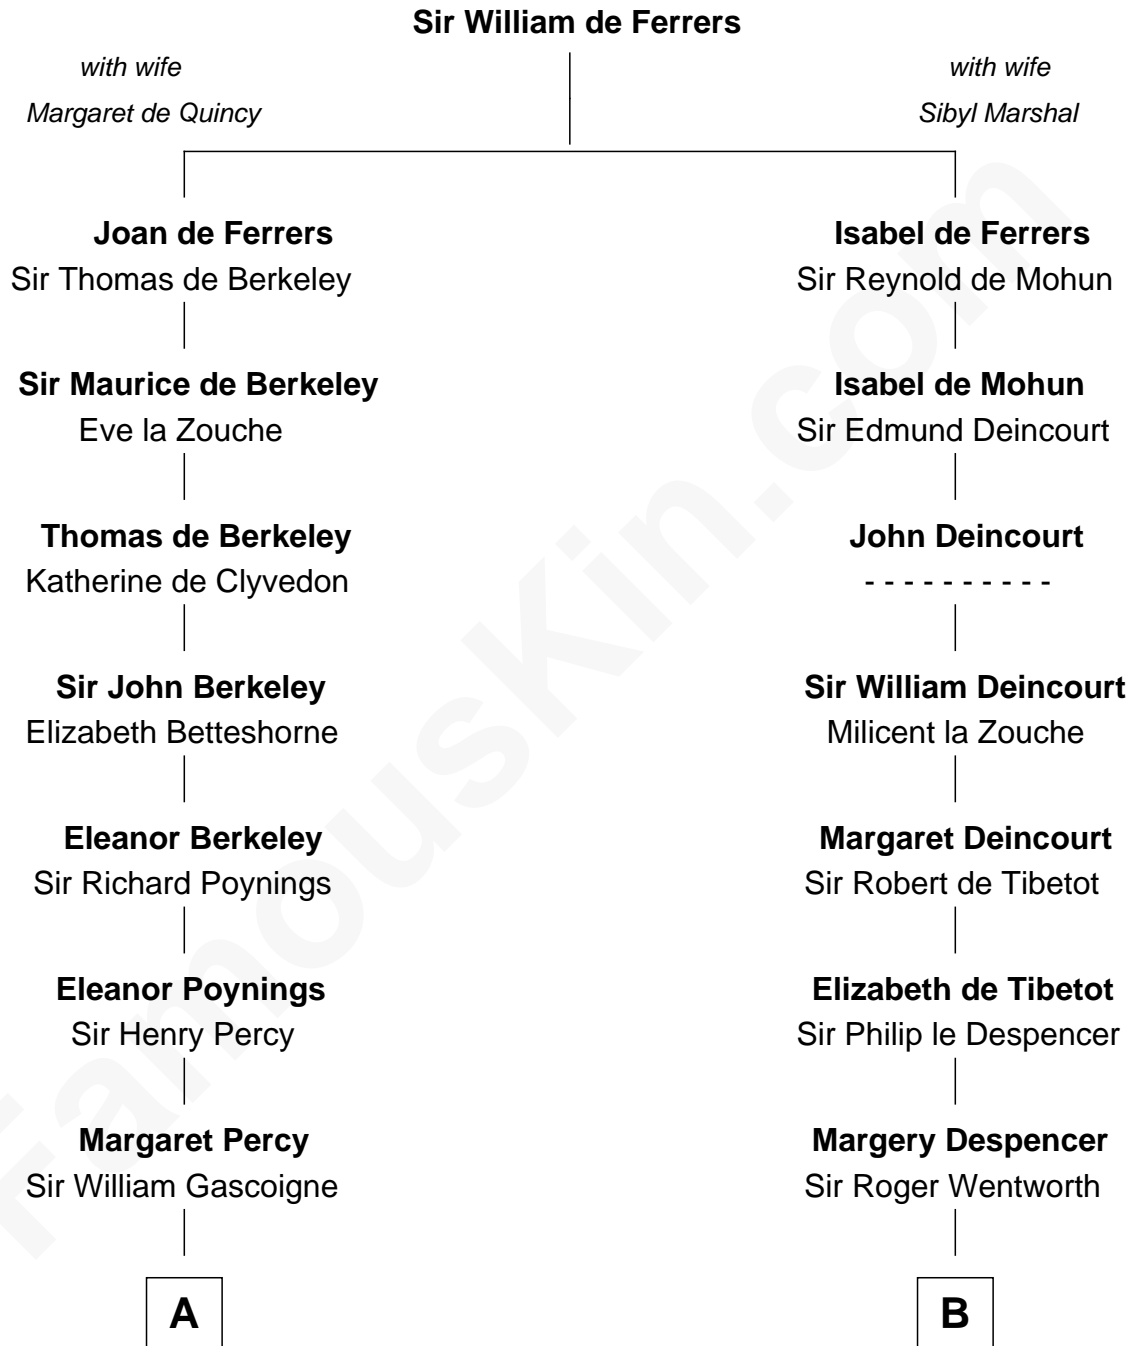 Sir William de Ferrers
with wife
Margaret de Quincy
with wife
Sibyl Marshal
Joan de Ferrers
Sir Thomas de Berkeley
Isabel de Ferrers
Sir Reynold de Mohun
Sir Maurice de Berkeley
Eve la Zouche
Isabel de Mohun
Sir Edmund Deincourt
Thomas de Berkeley
Katherine de Clyvedon
John Deincourt
- - - - - - - - - -
Sir John Berkeley
Elizabeth Betteshorne
Sir William Deincourt
Milicent la Zouche
Eleanor Berkeley
Sir Richard Poynings
Margaret Deincourt
Sir Robert de Tibetot
Eleanor Poynings
Sir Henry Percy
Elizabeth de Tibetot
Sir Philip le Despencer
Margaret Percy
Sir William Gascoigne
Margery Despencer
Sir Roger Wentworth
A
B
FamousKin.com